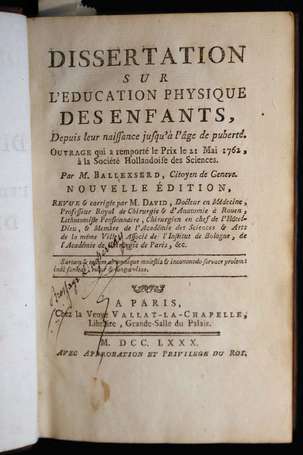 DISSERTATION
SUR
L'EDUCATION PHYSIQUE
DES ENFANTS,
Depuis leur naissance jusqu'à l'âge de puberté.
OUVRAGE qui a remporté le Prix le 21 Mai 1762,
à la Société Hollandoise des Sciences.
Par M. BALLEXSERD, Citoyen de Geneve.
NOUVELLE ÉDITION,
REVUE & corrigée par M. DAVID, Docteur en Médecine,
Professeur Royal de Chirurgie & d'Anatomie à Rouen,
Lithotomiste Pensionnaire, Chirurgien en chef de l'Hôtel-
Dieu, & Membre de l'Académie des Sciences & Arts
de la même Ville, Associé de l'Institut de Bologne, de
l'Académie de Chirurgie de Paris, &c.
A PARIS,
Chez la Veuve VALLAT-LA-CHAPELLE,
Libraire, Grande-Salle du Palais.
M. DCC. LXXX.
AVEC APPROBATION ET PRIVILEGE DU ROI.